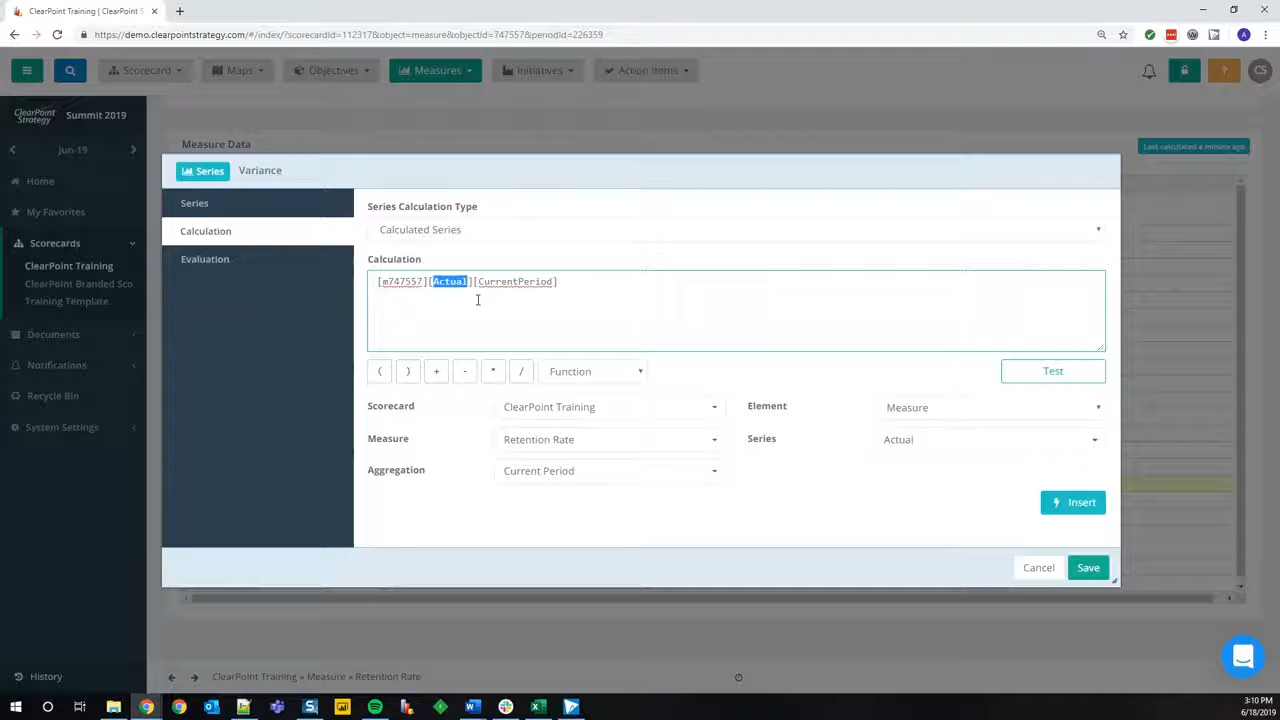 ClearPoint Training | ClearPoint S
https://demo.clearpointstrategy.com/#/index/?scorecardId=112317&object=measure&objectId=747557&periodId=226359
A
Scorecard
Maps
Objectives
Measures
Initiatives
Action Items
?
CS
ClearPoint
Strategy
Summit 2019
Jun-19
Home
My Favorites
Scorecards
ClearPoint Training
ClearPoint Branded Sco
Training Template
Documents
Notifications
Recycle Bin
System Settings
History
Measure Data
Last calculated a minute ago
Series
Variance
Series
Calculation
Evaluation
Series Calculation Type
Calculated Series
Calculation
[m747557][Actual][CurrentPeriod]
( ) + - * / Function
Test
Scorecard
ClearPoint Training
Element
Measure
Measure
Retention Rate
Series
Actual
Aggregation
Current Period
Insert
Cancel
Save
ClearPoint Training » Measure » Retention Rate
3:10 PM
6/18/2019